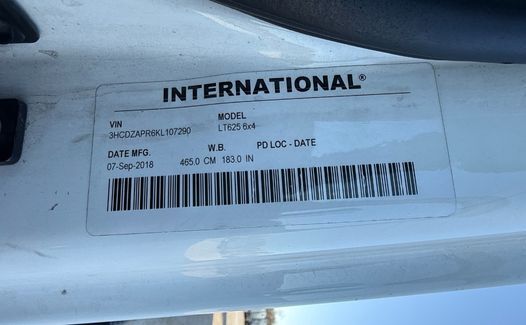 INTERNATIONAL®
VIN MODEL
3HCDZAPR6KL107290 LT625 6x4
DATE MFG. W.B. PD LOC - DATE
07-Sep-2018 465.0 CM 183.0 IN